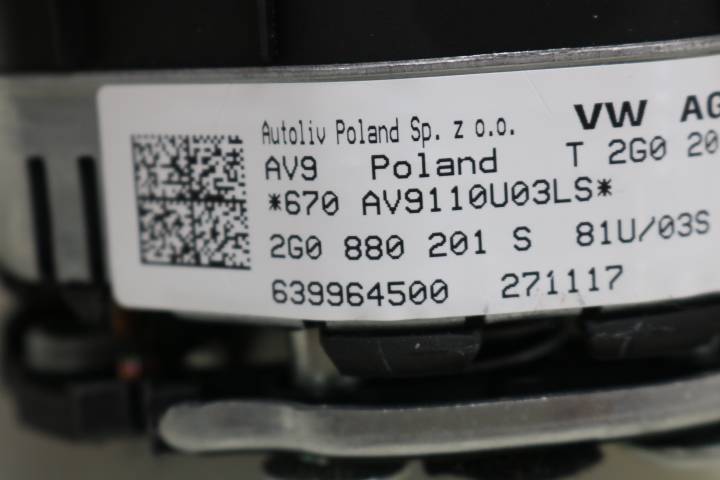 Autoliv Poland Sp. z o.o. VW AG
AV9 Poland T 2G0 20
*670 AV9110U03LS*
2G0 880 201 S 81U/03S
639964500 271117